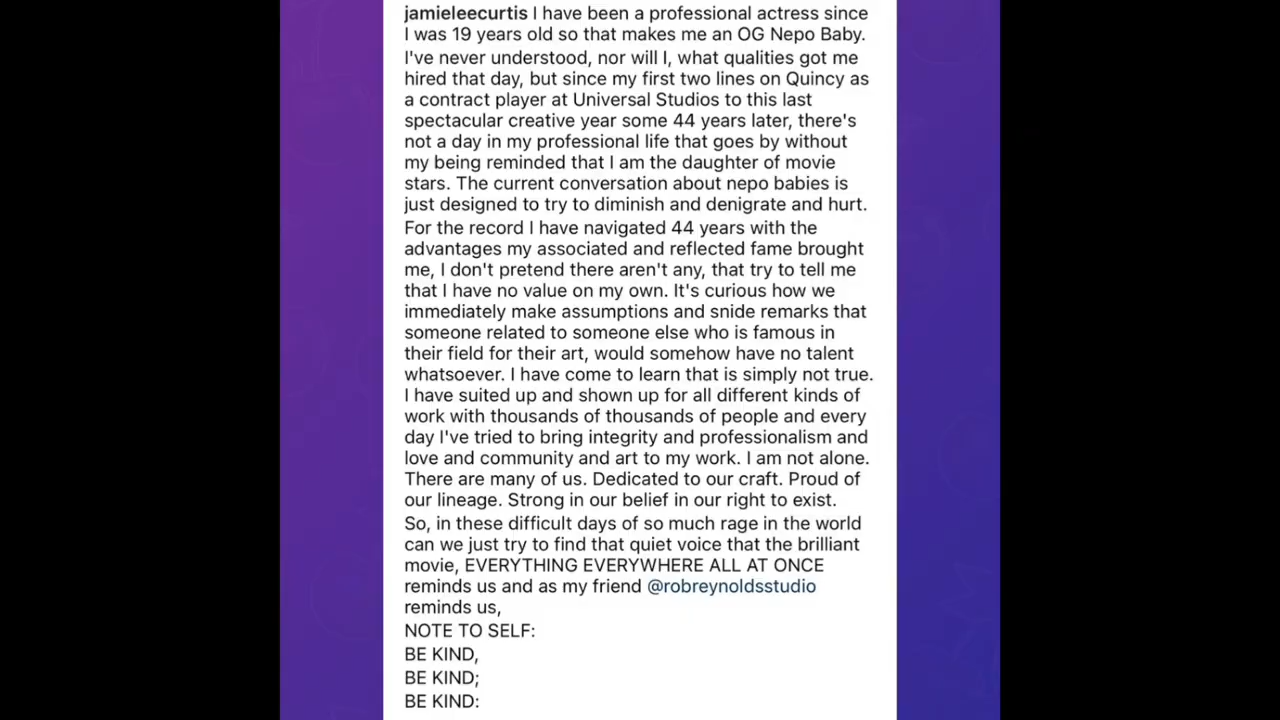 jamieleecurtis I have been a professional actress since
I was 19 years old so that makes me an OG Nepo Baby.
I've never understood, nor will I, what qualities got me
hired that day, but since my first two lines on Quincy as
a contract player at Universal Studios to this last
spectacular creative year some 44 years later, there's
not a day in my professional life that goes by without
my being reminded that I am the daughter of movie
stars. The current conversation about nepo babies is
just designed to try to diminish and denigrate and hurt.
For the record I have navigated 44 years with the
advantages my associated and reflected fame brought
me, I don't pretend there aren't any, that try to tell me
that I have no value on my own. It's curious how we
immediately make assumptions and snide remarks that
someone related to someone else who is famous in
their field for their art, would somehow have no talent
whatsoever. I have come to learn that is simply not true.
I have suited up and shown up for all different kinds of
work with thousands of thousands of people and every
day I've tried to bring integrity and professionalism and
love and community and art to my work. I am not alone.
There are many of us. Dedicated to our craft. Proud of
our lineage. Strong in our belief in our right to exist.
So, in these difficult days of so much rage in the world
can we just try to find that quiet voice that the brilliant
movie, EVERYTHING EVERYWHERE ALL AT ONCE
reminds us and as my friend @robreynoldsstudio
reminds us,
NOTE TO SELF:
BE KIND,
BE KIND;
BE KIND: